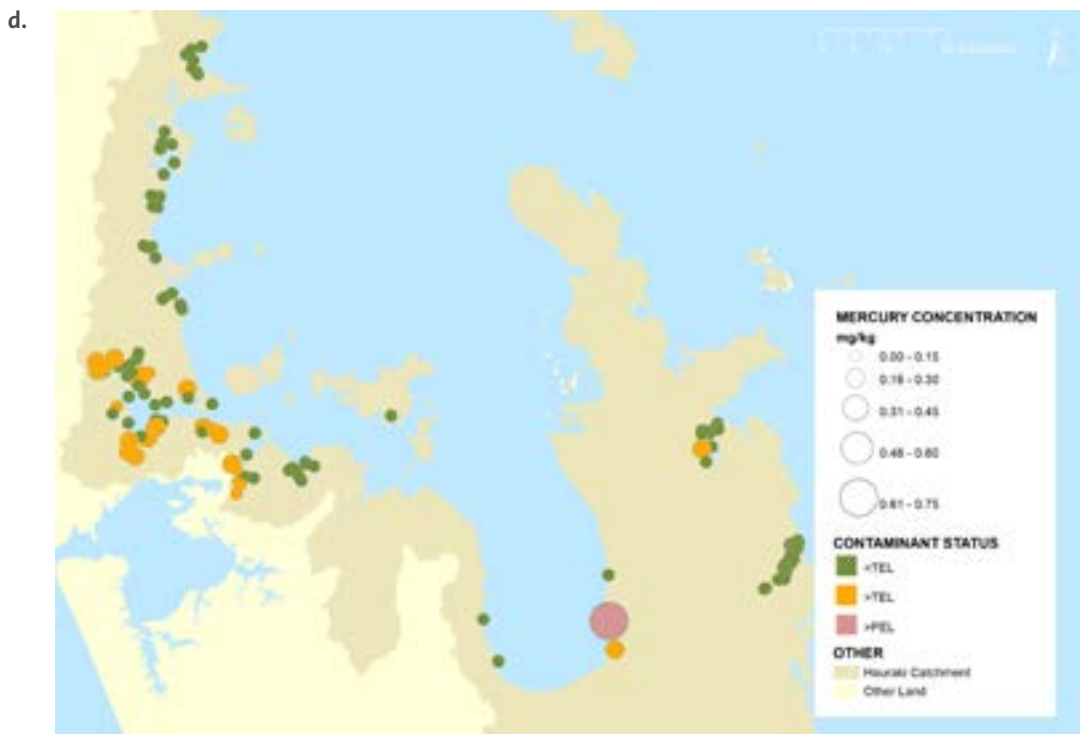 d.
MERCURY CONCENTRATION
mg/kg
0.00 - 0.15
0.16 - 0.30
0.31 - 0.45
0.46 - 0.60
0.61 - 0.75
CONTAMINANT STATUS
<TEL
>TEL
>PEL
OTHER
Hauraki Catchment
Other Land